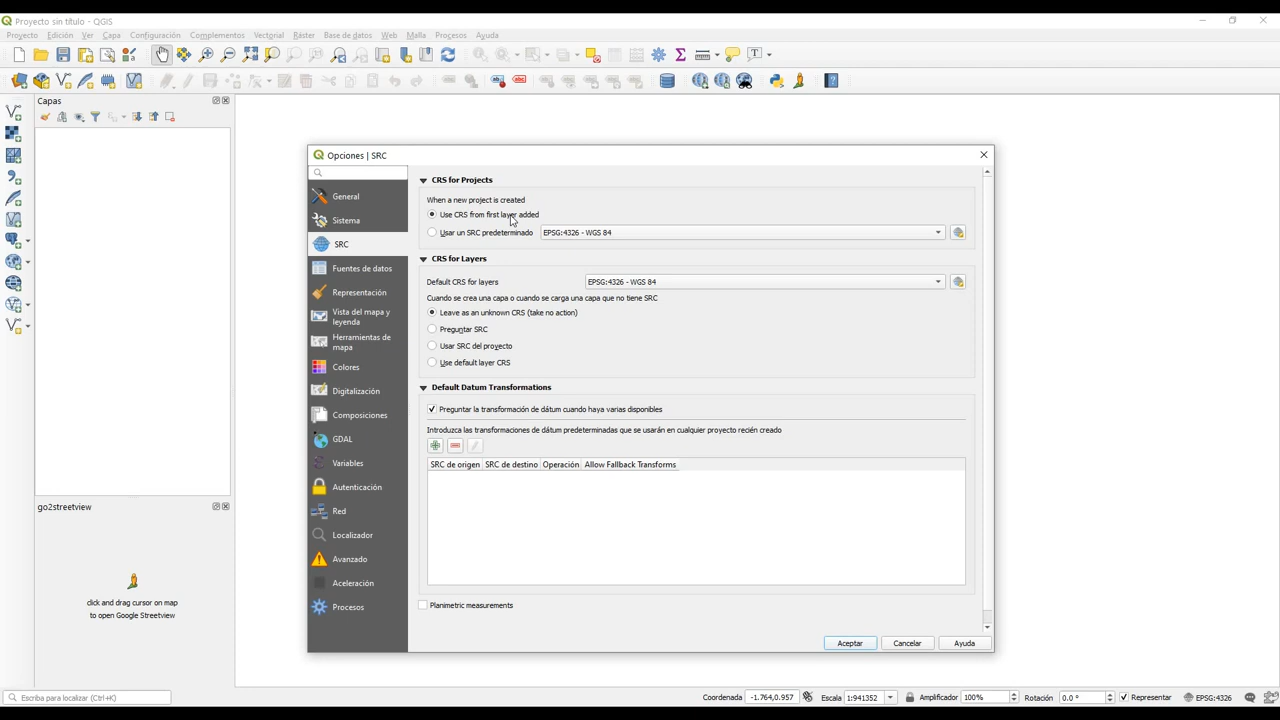 Proyecto sin título - QGIS
Proyecto Edición Ver Capa Configuración Complementos Vectorial Ráster Base de datos Web Malla Procesos Ayuda
Capas
go2streetview
click and drag cursor on map
to open Google Streetview
Opciones | SRC
General
Sistema
SRC
Fuentes de datos
Representación
Vista del mapa y
leyenda
Herramientas de
mapa
Colores
Digitalización
Composiciones
GDAL
Variables
Autenticación
Red
Localizador
Avanzado
Aceleración
Procesos
CRS for Projects
When a new project is created
Use CRS from first layer added
Usar un SRC predeterminado EPSG:4326 - WGS 84
CRS for Layers
Default CRS for layers EPSG:4326 - WGS 84
Cuando se crea una capa o cuando se carga una capa que no tiene SRC
Leave as an unknown CRS (take no action)
Preguntar SRC
Usar SRC del proyecto
Use default layer CRS
Default Datum Transformations
Preguntar la transformación de dátum cuando haya varias disponibles
Introduzca las transformaciones de dátum predeterminadas que se usarán en cualquier proyecto recién creado
SRC de origen SRC de destino Operación Allow Fallback Transforms
Planimetric measurements
Aceptar Cancelar Ayuda
Escriba para localizar (Ctrl+K) Coordenada -1.764,0.957 Escala 1:941352 Amplificador 100% Rotación 0.0 ° Representar EPSG:4326